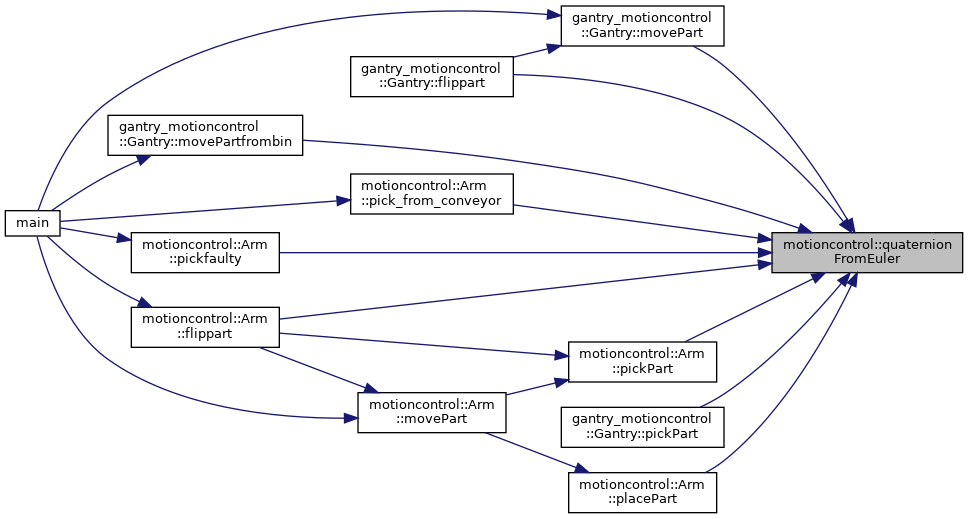 gantry_motioncontrol
::Gantry::movePart
gantry_motioncontrol
::Gantry::flippart
gantry_motioncontrol
::Gantry::movePartfrombin
motioncontrol::Arm
::pick_from_conveyor
main
motioncontrol::Arm
::pickfaulty
motioncontrol::quaternion
FromEuler
motioncontrol::Arm
::flippart
motioncontrol::Arm
::pickPart
motioncontrol::Arm
::movePart
gantry_motioncontrol
::Gantry::pickPart
motioncontrol::Arm
::placePart